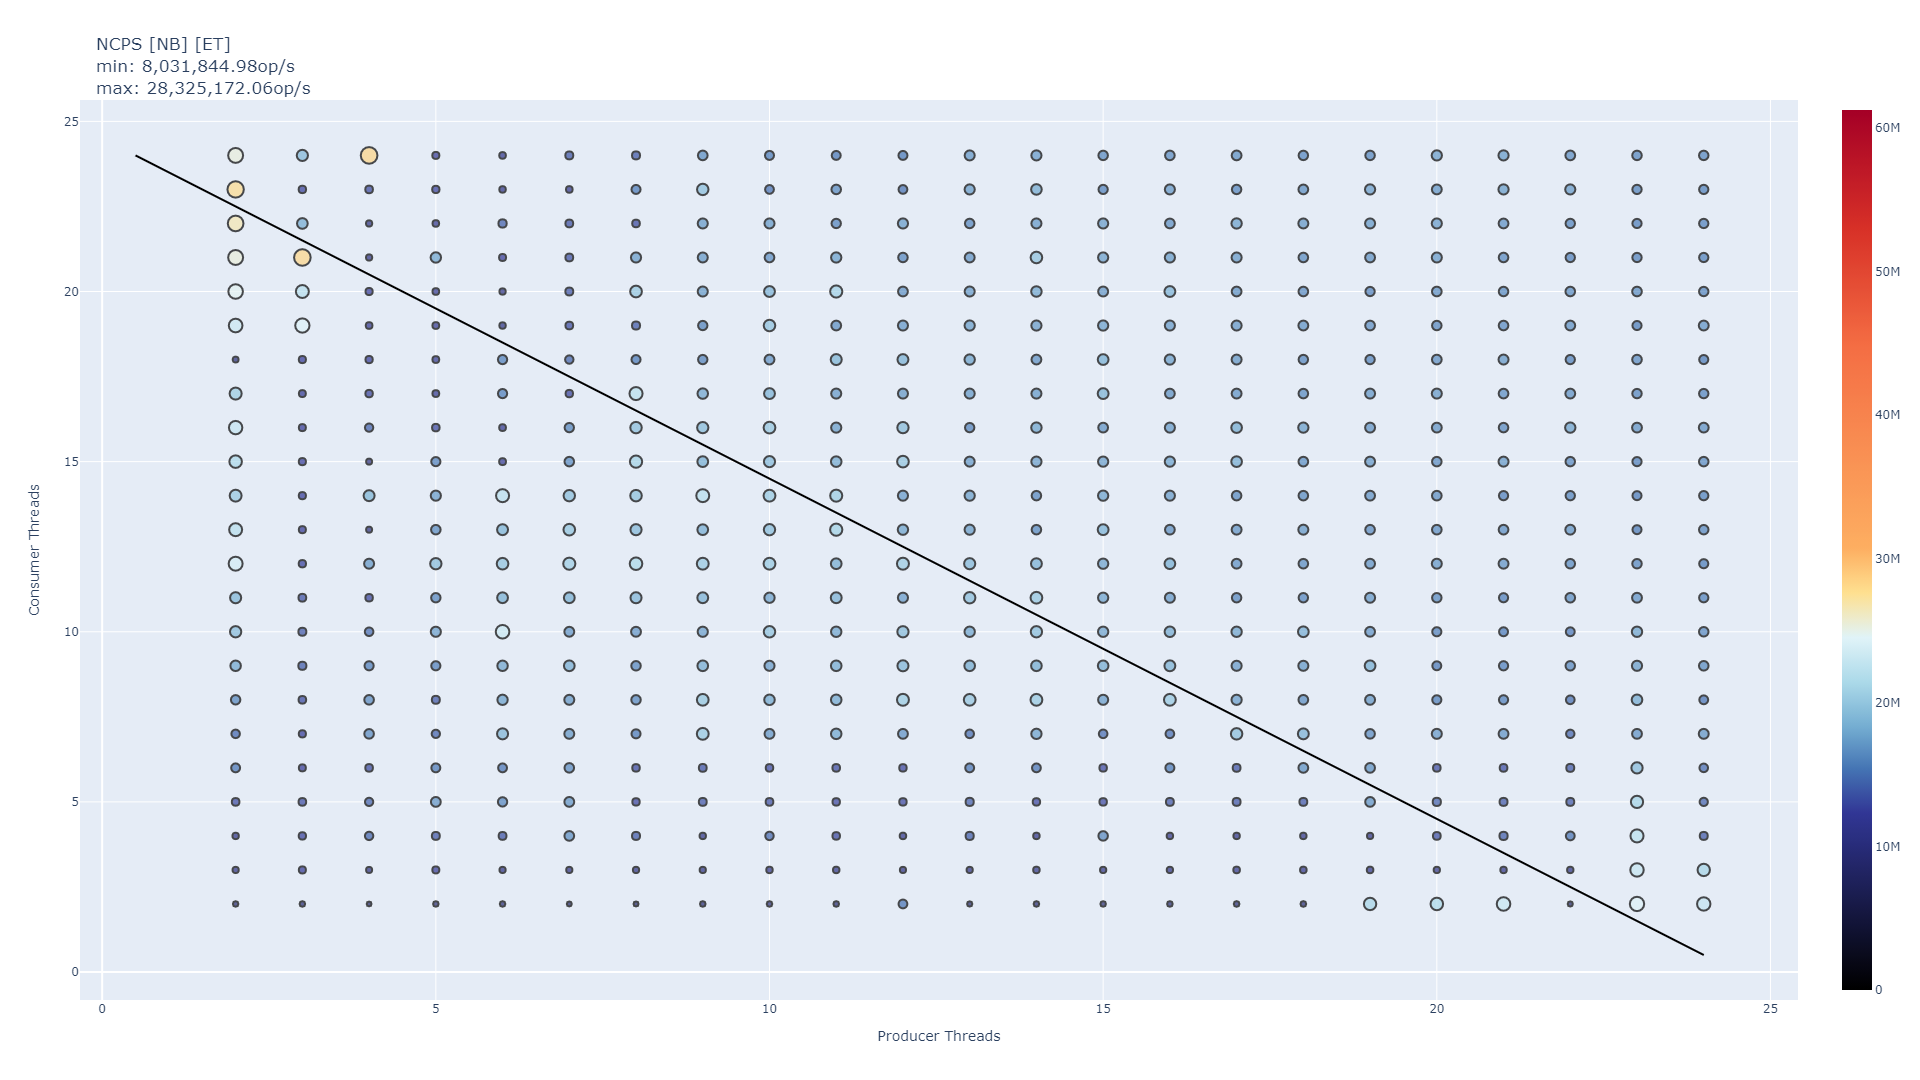 NCPS [NB] [ET]
min: 8,031,844.98op/s
max: 28,325,172.06op/s
25
20
15
10
5
0
Consumer Threads
0
5
10
15
20
25
Producer Threads
60M
50M
40M
30M
20M
10M
0